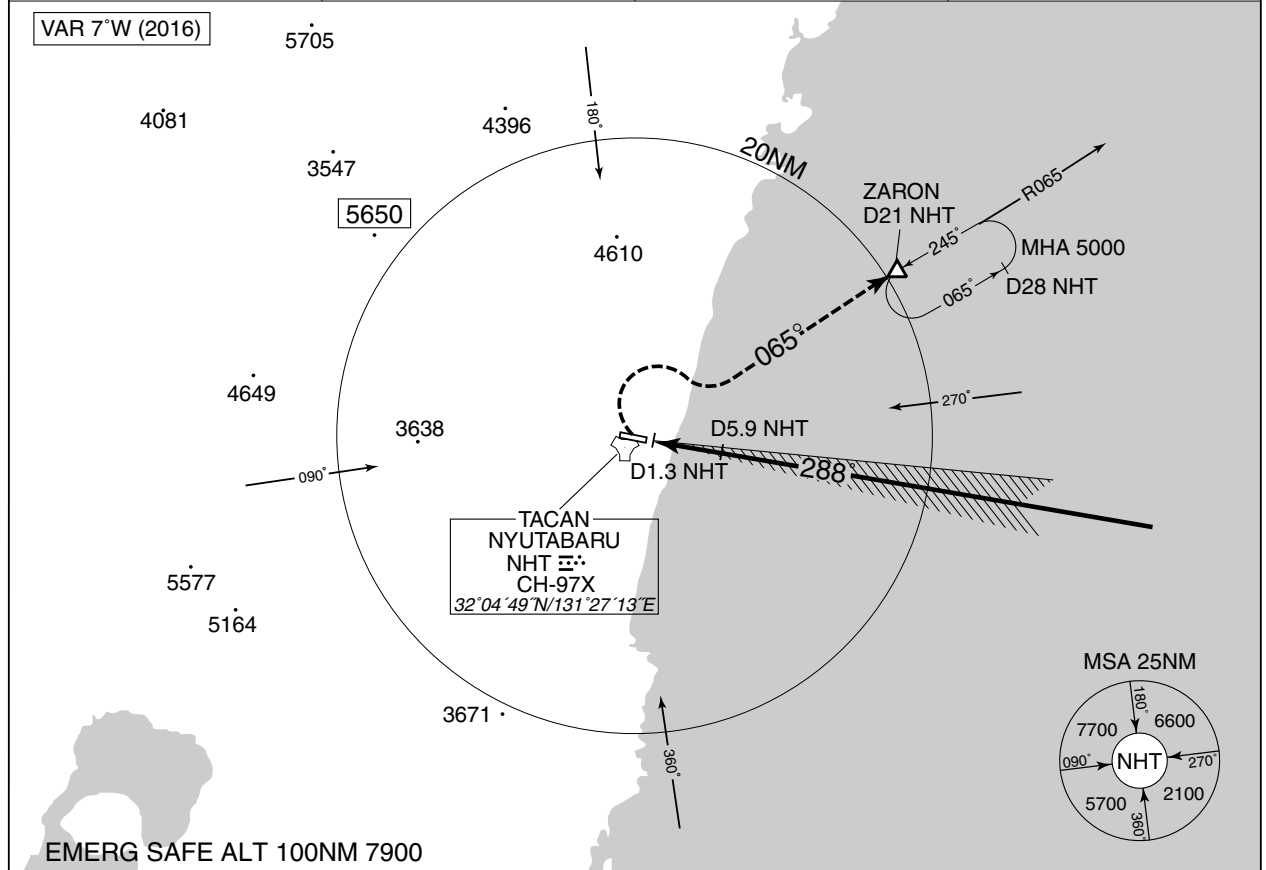 VAR 7°W (2016)
5705
4081
4396
3547
180°
20NM
5650
4610
ZARON
D21 NHT
R065
245°
MHA 5000
065°
D28 NHT
065°
4649
270°
3638
D5.9 NHT
090°
D1.3 NHT
288°
TACAN
NYUTABARU
NHT
CH-97X
32°04´49˝N/131°27´13˝E
5577
5164
3671
360°
MSA 25NM
180°
7700
6600
090°
NHT
270°
5700
2100
360°
EMERG SAFE ALT 100NM 7900